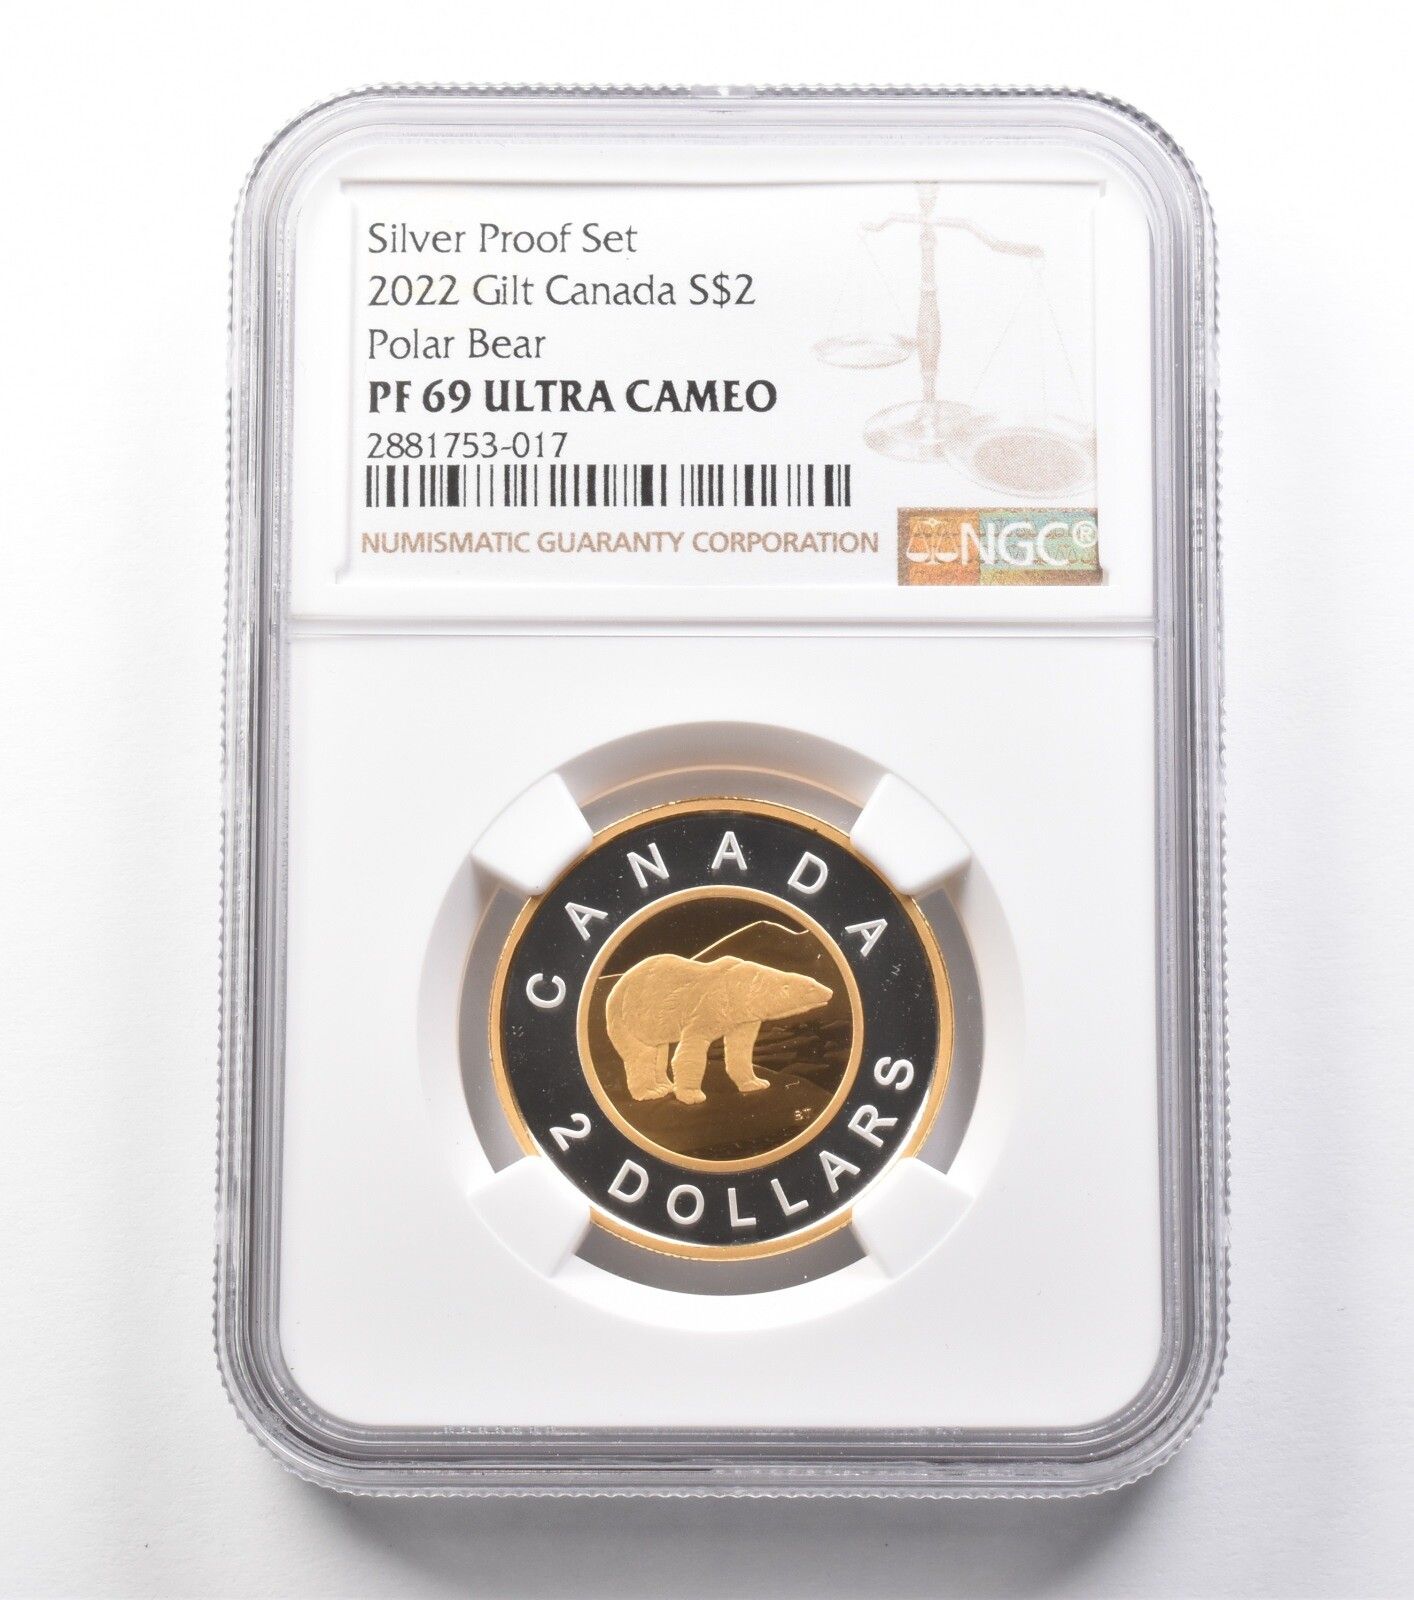 Silver Proof Set
2022 Gilt Canada S$2
Polar Bear
PF 69 ULTRA CAMEO
2881753-017
NUMISMATIC GUARANTY CORPORATION
NGC®
CANADA
BT
2 DOLLARS